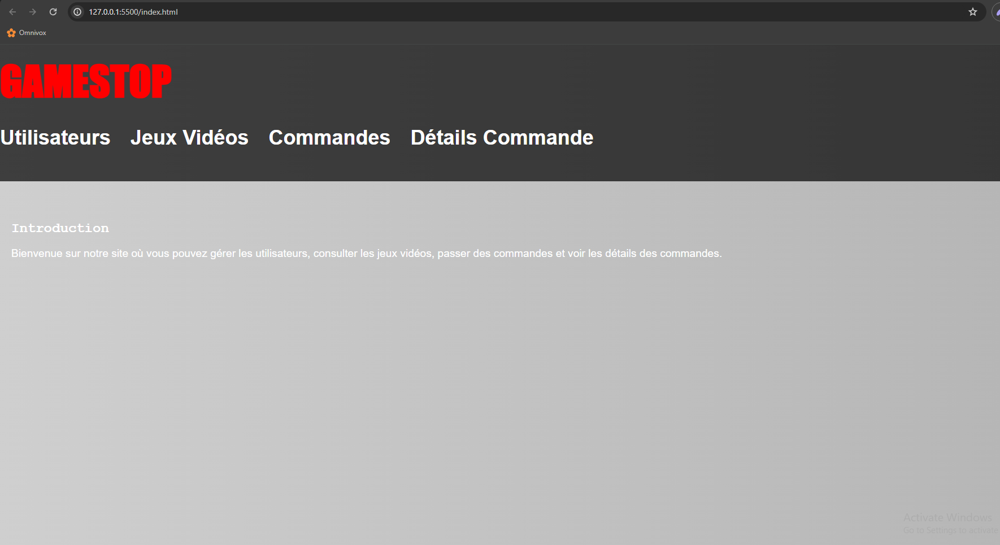 127.0.0.1:5500/index.html
Omnivox
GAMESTOP
Utilisateurs Jeux Vidéos Commandes Détails Commande
Introduction
Bienvenue sur notre site où vous pouvez gérer les utilisateurs, consulter les jeux vidéos, passer des commandes et voir les détails des commandes.
Activate Windows
Go to Settings to activate